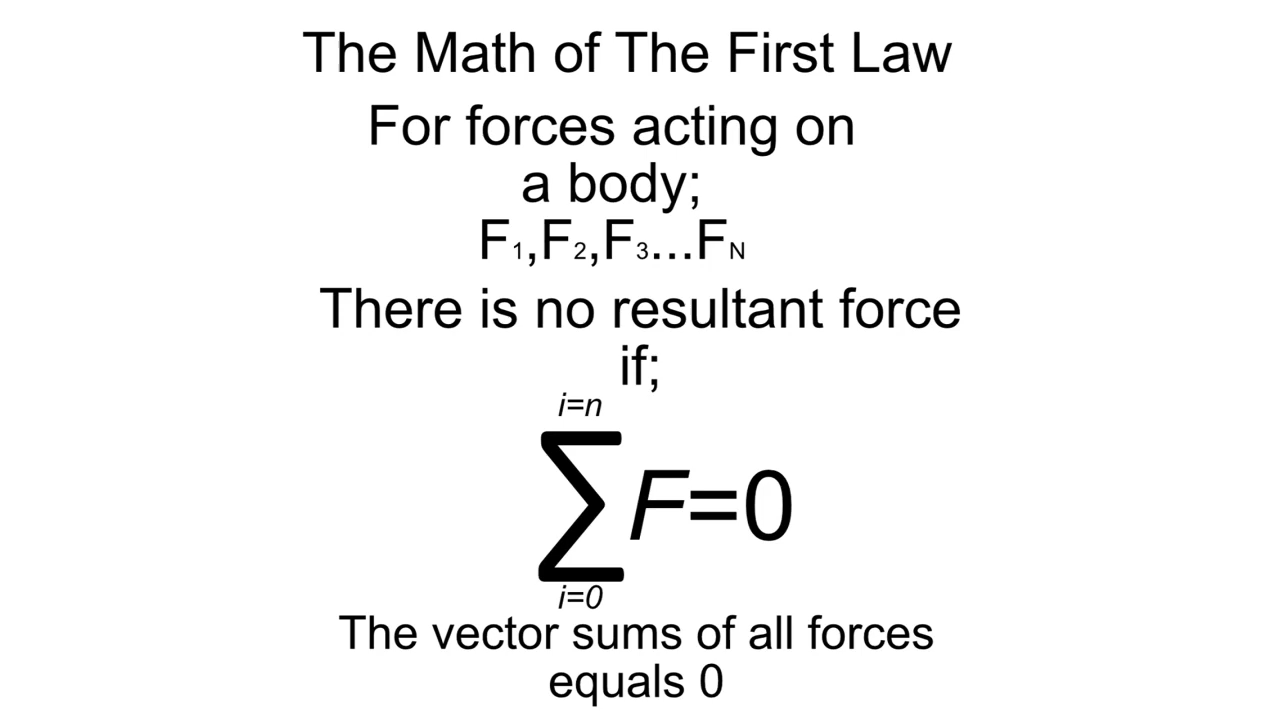 The Math of The First Law
For forces acting on
a body;
F₁,F₂,F₃...F_N
There is no resultant force
if;
i=n
∑F=0
i=0
The vector sums of all forces
equals 0